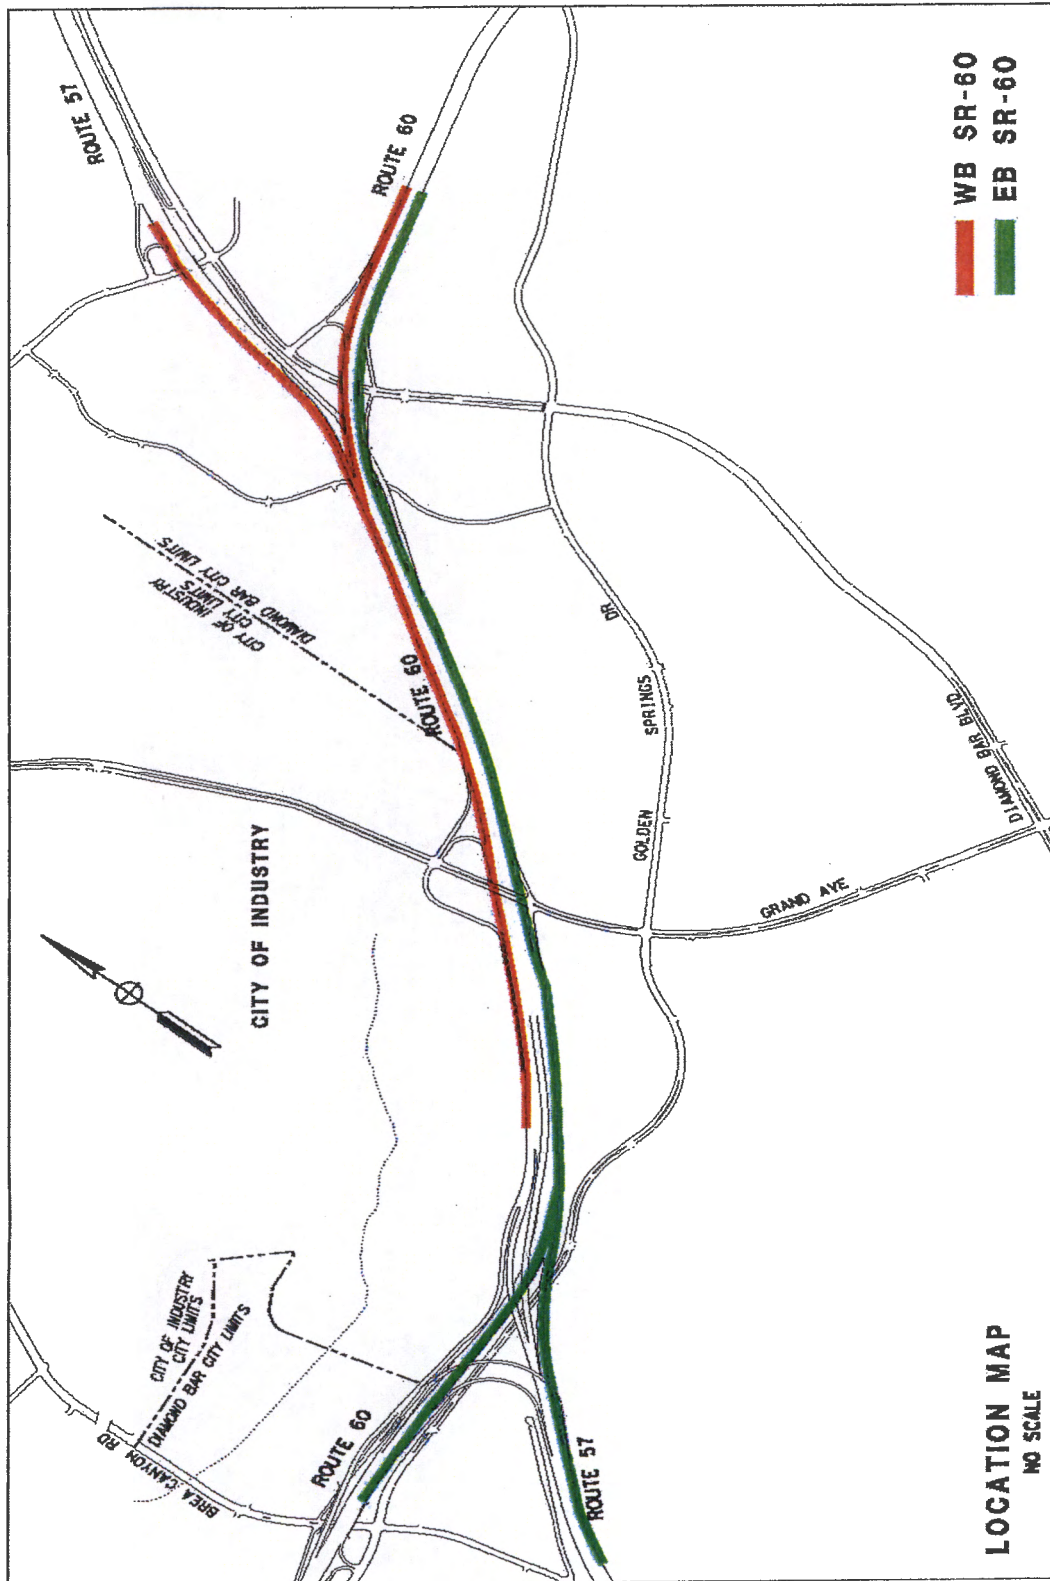 ROUTE 57
ROUTE 60
WB SR-60
EB SR-60
CITY OF INDUSTRY
CITY LIMITS
DIAMOND BAR CITY LIMITS
ROUTE 60
CITY OF INDUSTRY
GOLDEN SPRINGS DR
DIAMOND BAR BLVD
GRAND AVE
CITY OF INDUSTRY
CITY LIMITS
DIAMOND BAR CITY LIMITS
BREA CANYON RD
ROUTE 60
ROUTE 57
LOCATION MAP
NO SCALE